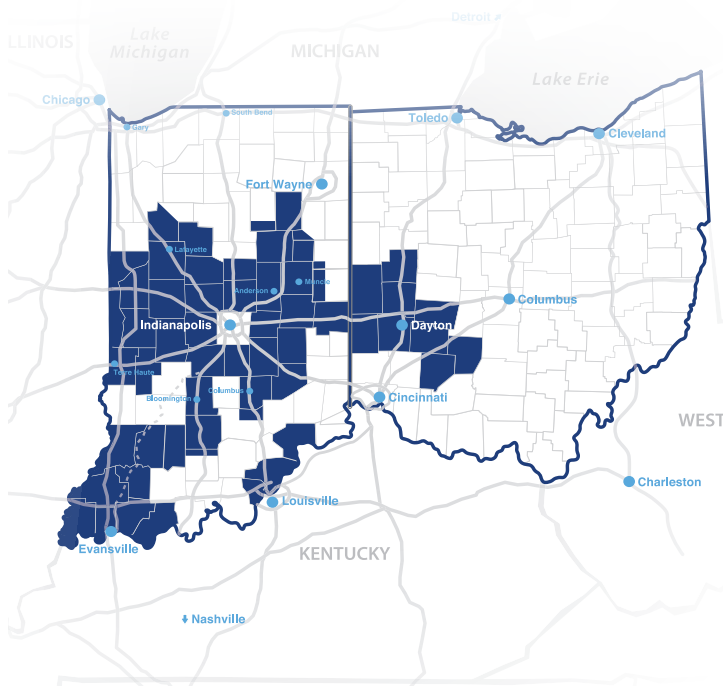 Detroit
ILLINOIS
Lake
Michigan
MICHIGAN
Lake Erie
Chicago
South Bend
Toledo
Gary
Cleveland
Fort Wayne
Lafayette
Muncie
Anderson
Columbus
Indianapolis
Dayton
Terre Haute
Columbus
Bloomington
Cincinnati
WEST
Charleston
Louisville
Evansville
KENTUCKY
Nashville